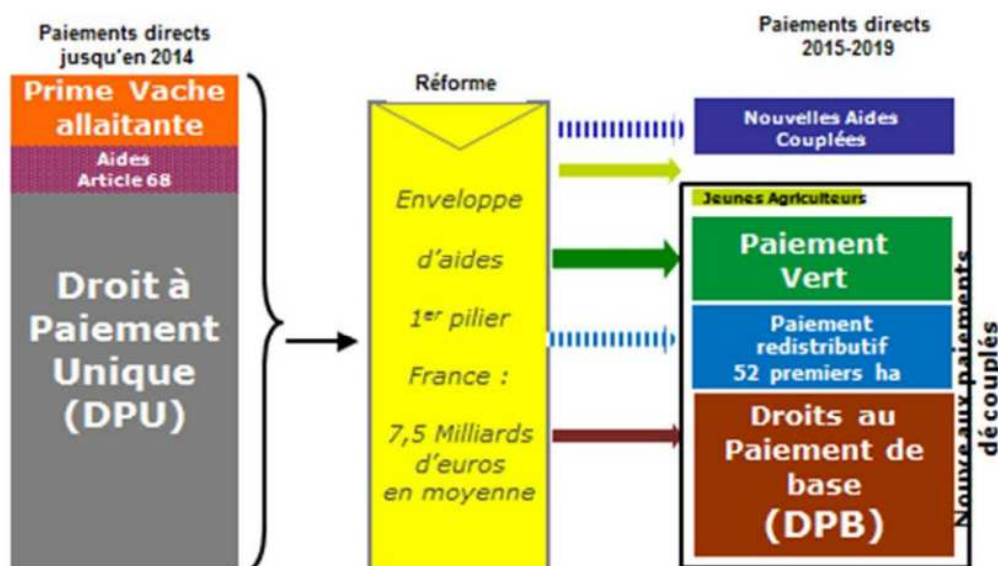 Paiements directs
jusqu'en 2014
Prime Vache
allaitante
Aides
Article 68
Droit à
Paiement
Unique
(DPU)
Réforme
Enveloppe
d'aides
1er pilier
France :
7,5 Milliards
d'euros
en moyenne
Paiements directs
2015-2019
Nouvelles Aides
Couplées
Jeunes Agriculteurs
Paiement
Vert
Paiement
redistributif
52 premiers ha
Droits au
Paiement de
base
(DPB)
Nouveaux paiements
découplés